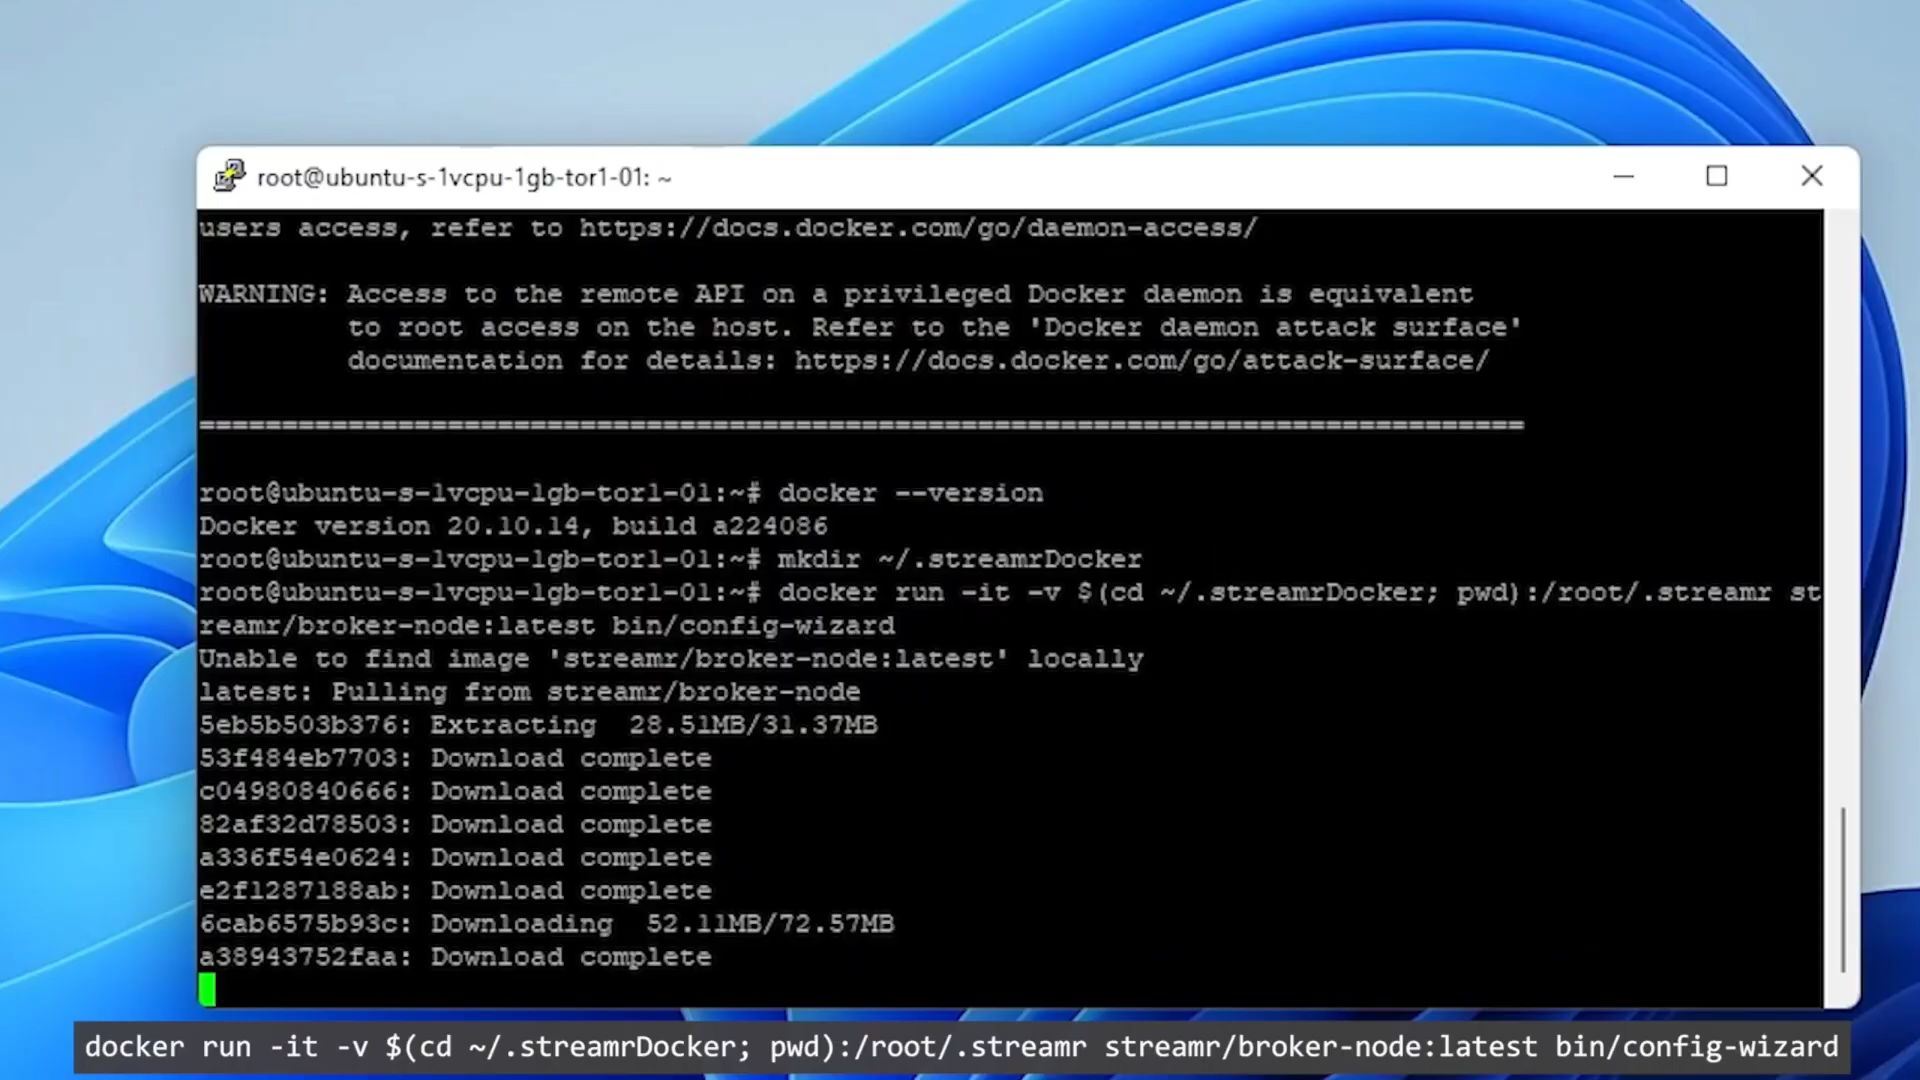 root@ubuntu-s-1vcpu-1gb-tor1-01: ~
users access, refer to https://docs.docker.com/go/daemon-access/
WARNING: Access to the remote API on a privileged Docker daemon is equivalent
to root access on the host. Refer to the 'Docker daemon attack surface'
documentation for details: https://docs.docker.com/go/attack-surface/
================================================================================
root@ubuntu-s-1vcpu-1gb-tor1-01:~# docker --version
Docker version 20.10.14, build a224086
root@ubuntu-s-1vcpu-1gb-tor1-01:~# mkdir ~/.streamrDocker
root@ubuntu-s-1vcpu-1gb-tor1-01:~# docker run -it -v $(cd ~/.streamrDocker; pwd):/root/.streamr st
reamr/broker-node:latest bin/config-wizard
Unable to find image 'streamr/broker-node:latest' locally
latest: Pulling from streamr/broker-node
5eb5b503b376: Extracting  28.51MB/31.37MB
53f484eb7703: Download complete
c04980840666: Download complete
82af32d78503: Download complete
a336f54e0624: Download complete
e2f1287188ab: Download complete
6cab6575b93c: Downloading  52.11MB/72.57MB
a38943752faa: Download complete
docker run -it -v $(cd ~/.streamrDocker; pwd):/root/.streamr streamr/broker-node:latest bin/config-wizard